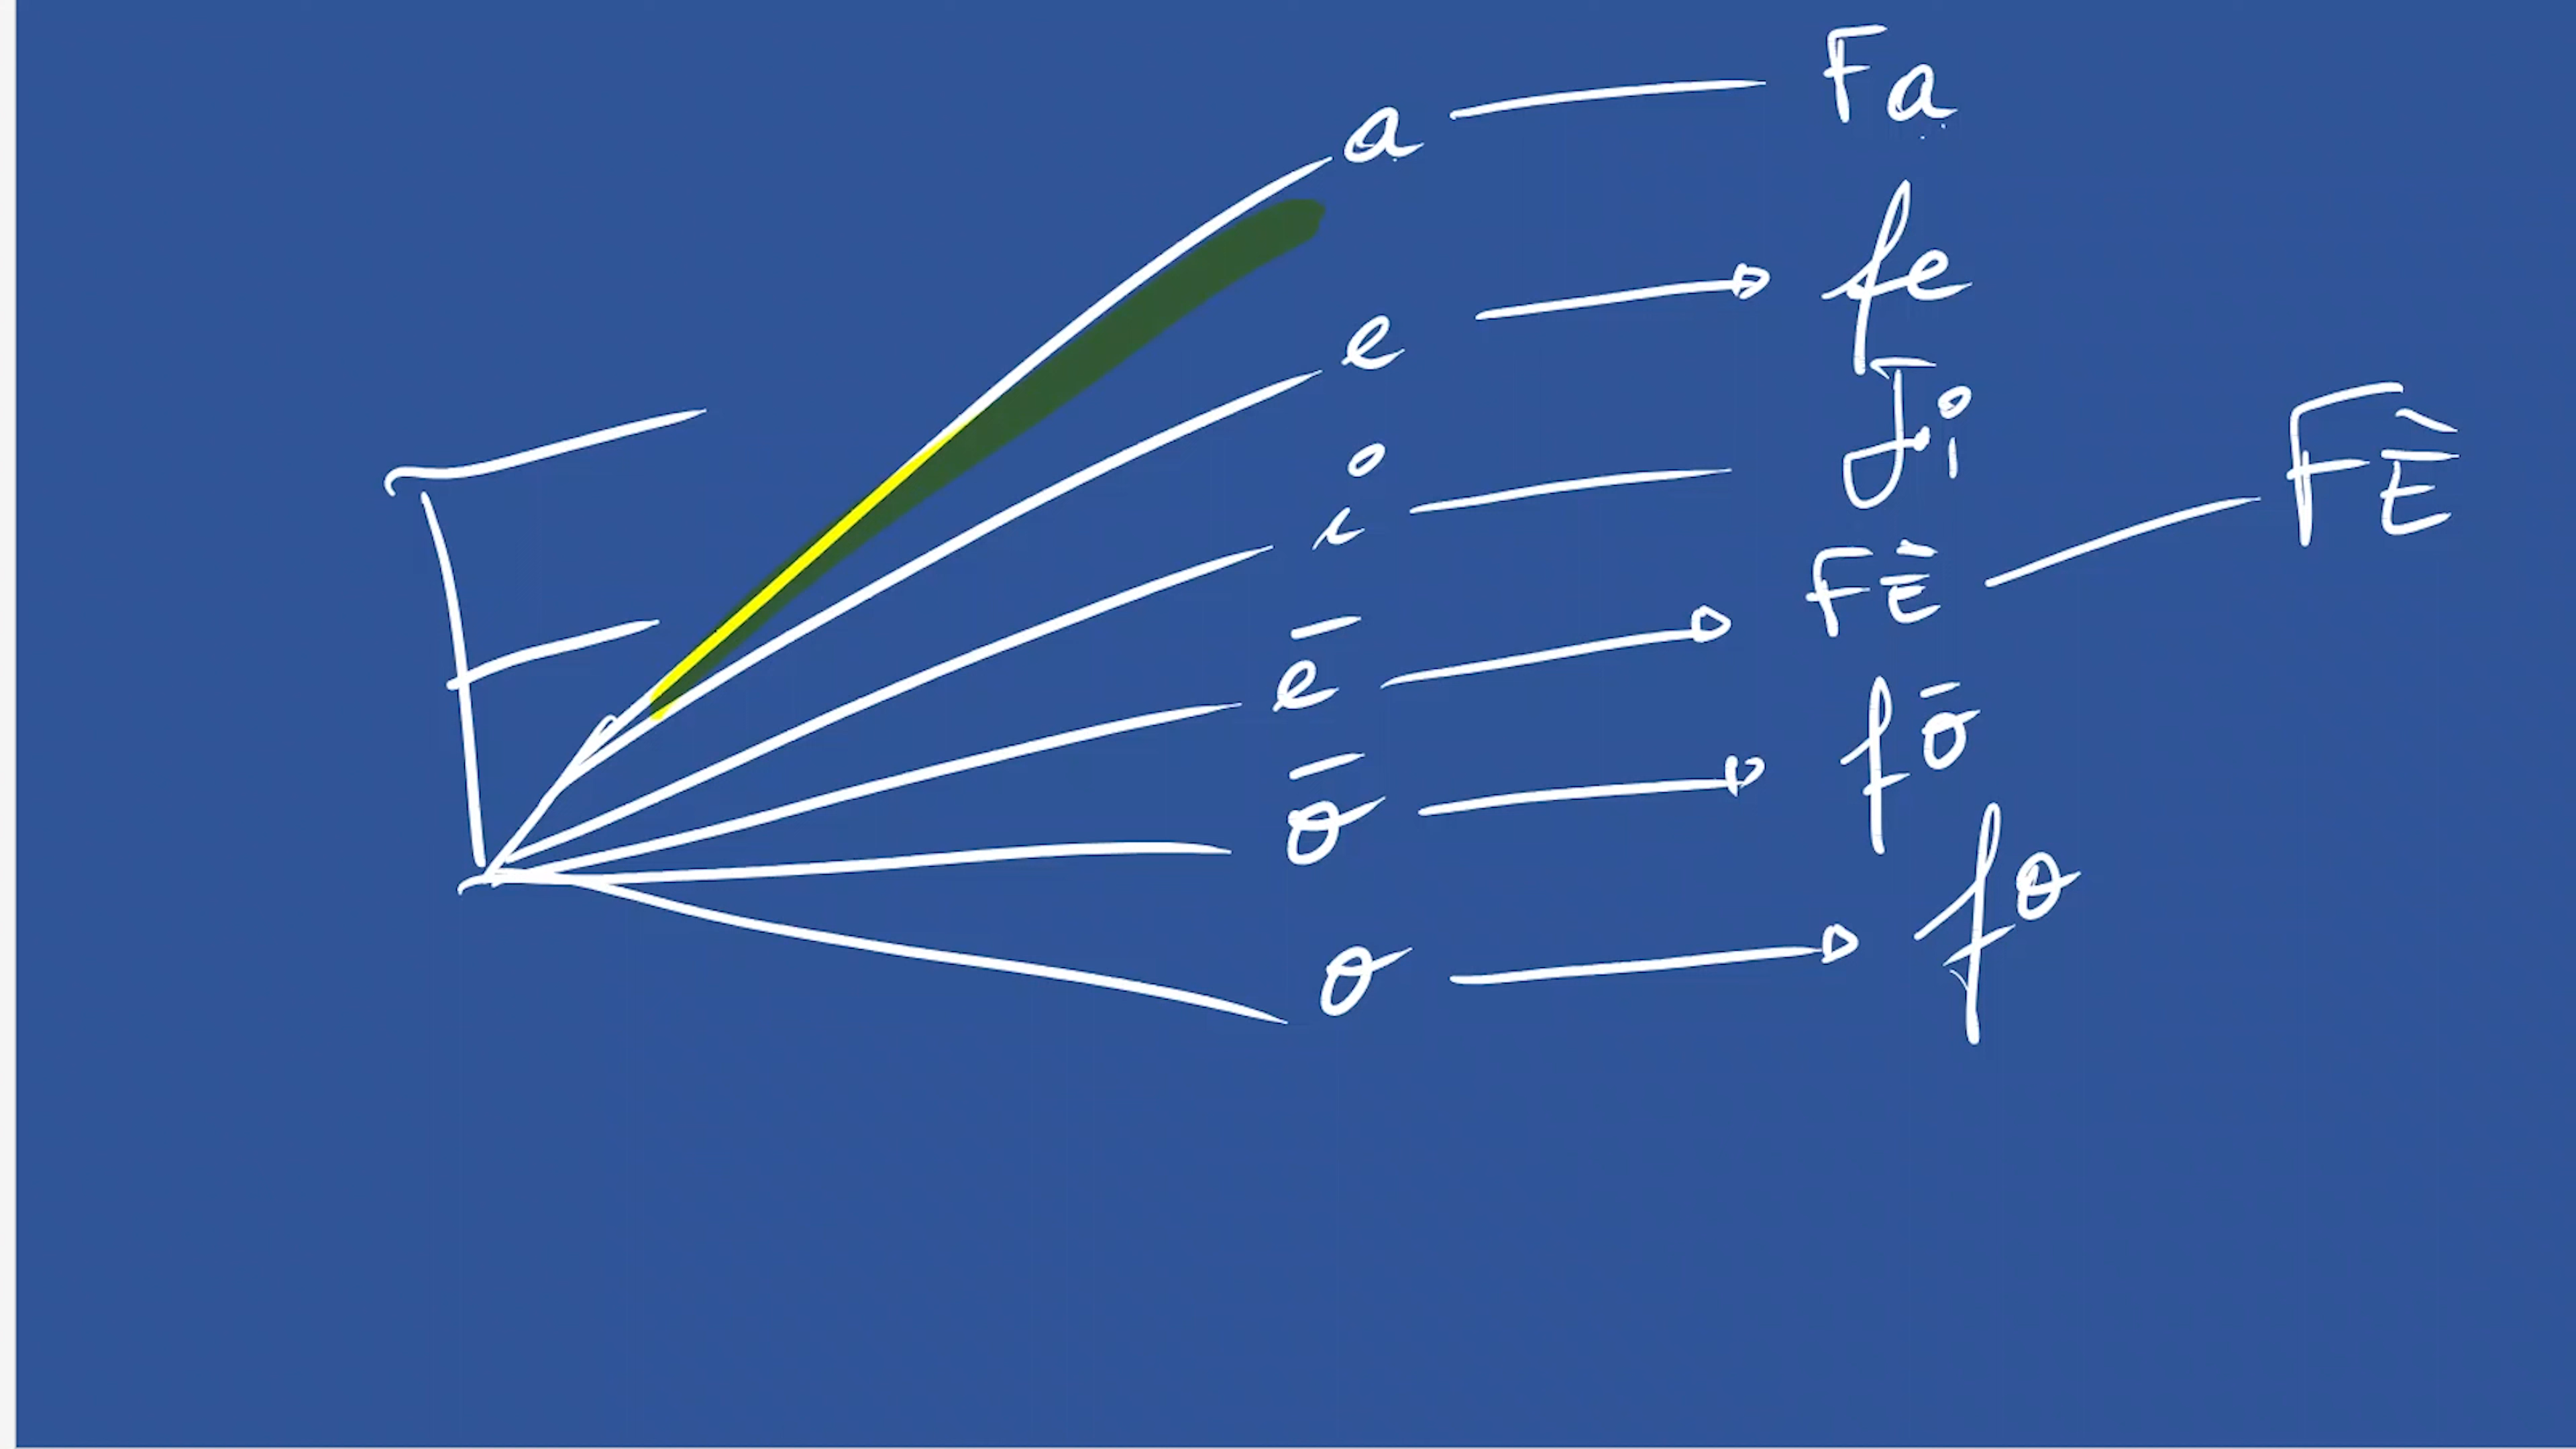 a — Fa
e → fe
i — fi
F
ē → FĒ — FĒ
ō → fō
o → fo